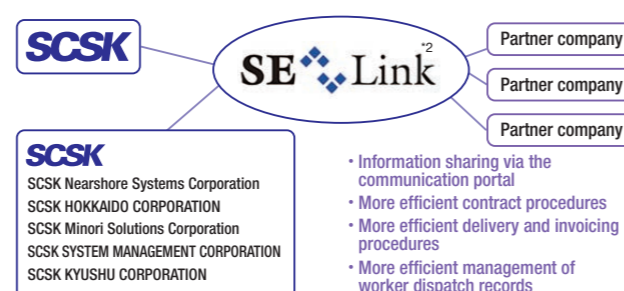 SCSK
SE Link*2
Partner company
Partner company
Partner company
SCSK
SCSK Nearshore Systems Corporation
SCSK HOKKAIDO CORPORATION
SCSK Minori Solutions Corporation
SCSK SYSTEM MANAGEMENT CORPORATION
SCSK KYUSHU CORPORATION
• Information sharing via the
communication portal
• More efficient contract procedures
• More efficient delivery and invoicing
procedures
• More efficient management of
worker dispatch records